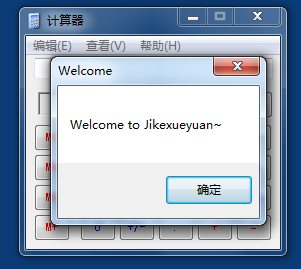 计算器
编辑(E) 查看(V) 帮助(H)
Welcome
Welcome to Jikexueyuan~
确定
M+
+/-
.
+
=